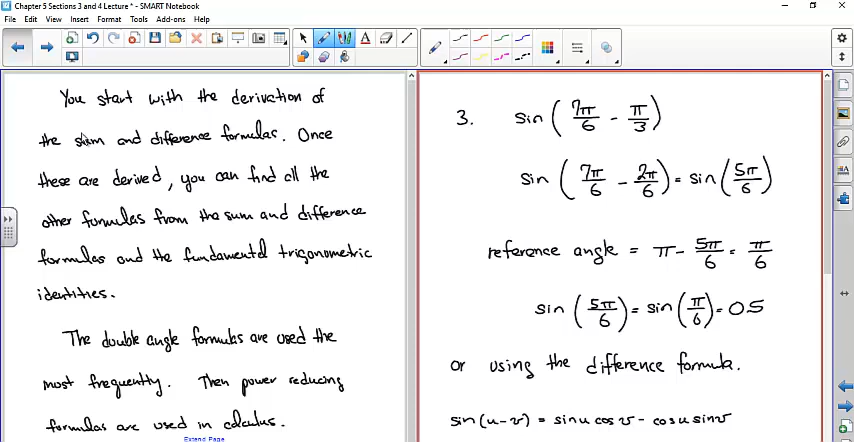 Chapter 5 Sections 3 and 4 Lecture * - SMART Notebook
File Edit View Insert Format Tools Add-ons Help
You start with the derivation of
the sum and difference formulas. Once
these are derived, you can find all the
other formulas from the sum and difference
formulas and the fundamental trigonometric
identities.
The double angle formulas are used the
most frequently. Then power reducing
formulas are used in calculus.
Extend Page
3. sin(7π/6 - π/3)
sin(7π/6 - 2π/6) = sin(5π/6)
reference angle = π - 5π/6 = π/6
sin(5π/6) = sin(π/6) = 0.5
or using the difference formula.
sin(u-v) = sinu cosv - cosu sinv